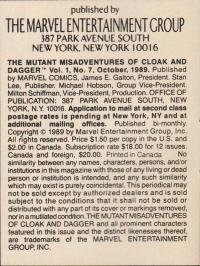 published by
THE MARVEL ENTERTAINMENT GROUP
387 PARK AVENUE SOUTH
NEW YORK, NEW YORK 10016
THE MUTANT MISADVENTURES OF CLOAK AND
DAGGER™ Vol. 1, No. 7, October, 1989. Published
by MARVEL COMICS, James E. Galton, President. Stan
Lee, Publisher. Michael Hobson, Group Vice-President.
Milton Schiffman, Vice-President, Production. OFFICE OF
PUBLICATION: 387 PARK AVENUE SOUTH, NEW
YORK, N.Y. 10016. Application to mail at second class
postage rates is pending at New York, NY and at
additional mailing offices. Published bi-monthly.
Copyright © 1989 by Marvel Entertainment Group, Inc.
All rights reserved. Price $1.50 per copy in the U.S. and
$2.00 in Canada. Subscription rate $18.00 for 12 issues.
Canada and foreign, $20.00. Printed in Canada No
similarity between any names, characters, persons, and/or
institutions in this magazine with those of any living or dead
person or institution is intended, and any such similarity
which may exist is purely coincidental. This periodical may
not be sold except by authorized dealers and is sold
subject to the conditions that it shall not be sold or
distributed with any part of its cover or markings removed,
nor in a mutilated condition. THE MUTANT MISADVENTURES
OF CLOAK AND DAGGER and all prominent characters
featured in this issue and the distinct likenesses thereof,
are trademarks of the MARVEL ENTERTAINMENT
GROUP, INC.